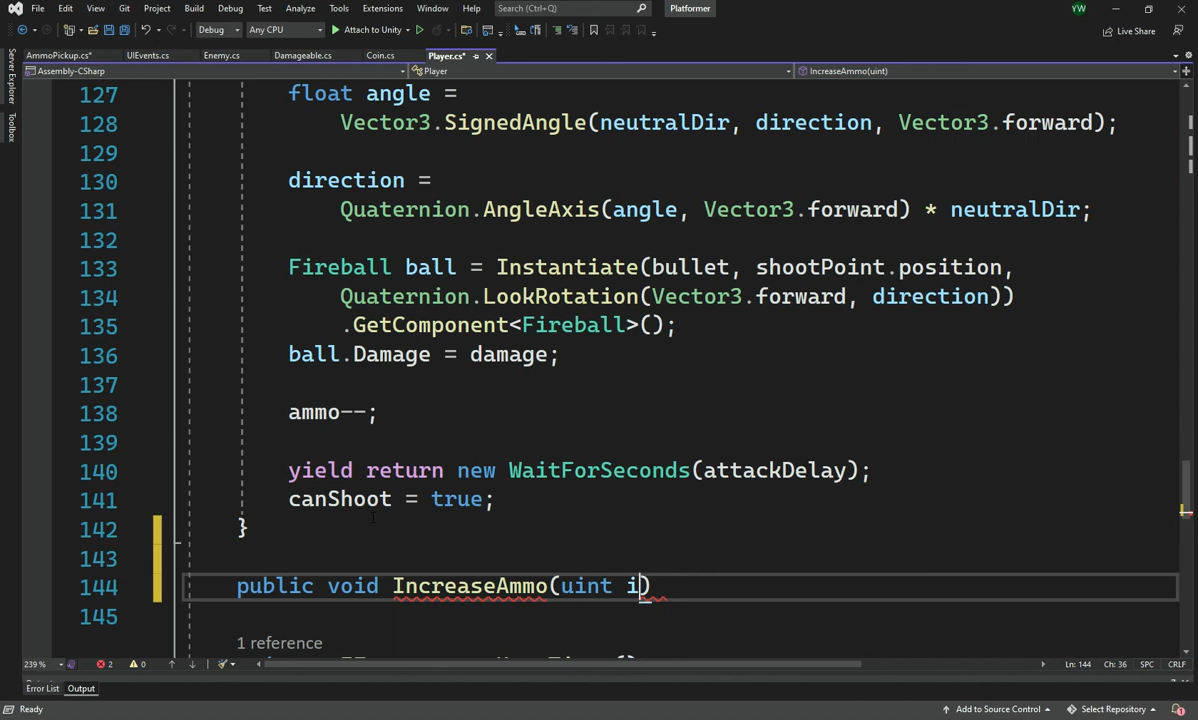 File Edit View Git Project Build Debug Test Analyze Tools Extensions Window Help Search (Ctrl+Q) Platformer YW
Debug Any CPU Attach to Unity Live Share
AmmoPickup.cs* UIEvents.cs Enemy.cs Damageable.cs Coin.cs Player.cs*
Assembly-CSharp Player IncreaseAmmo(uint)
Server Explorer
Toolbox
127 float angle =
128 Vector3.SignedAngle(neutralDir, direction, Vector3.forward);
129
130 direction =
131 Quaternion.AngleAxis(angle, Vector3.forward) * neutralDir;
132
133 Fireball ball = Instantiate(bullet, shootPoint.position,
134 Quaternion.LookRotation(Vector3.forward, direction))
135 .GetComponent<Fireball>();
136 ball.Damage = damage;
137
138 ammo--;
139
140 yield return new WaitForSeconds(attackDelay);
141 canShoot = true;
142 }
143
144 public void IncreaseAmmo(uint i)
145
1 reference
239 % 2 0 Ln: 144 Ch: 36 SPC CRLF
Error List Output
Ready Add to Source Control Select Repository 1